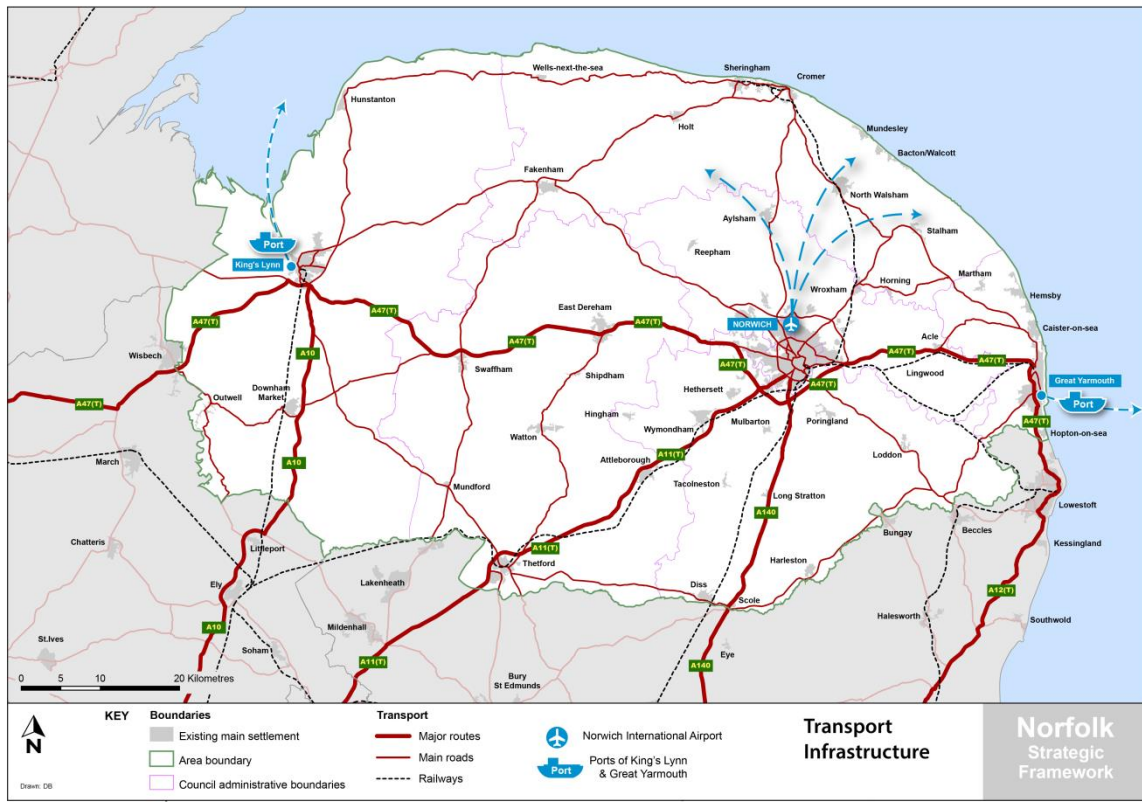 Wells-next-the-sea
Sheringham
Cromer
Hunstanton
Holt
Mundesley
Bacton/Walcott
Fakenham
North Walsham
Aylsham
Stalham
Reepham
Port
King's Lynn
Wroxham
Horning
Martham
Hemsby
East Dereham
NORWICH
Caister-on-sea
A47(T)
A47(T)
A47(T)
A47(T)
A47(T)
A47(T)
A47(T)
A47(T)
A47(T)
A47(T)
A47(T)
Acle
Wisbech
A10
Swaffham
Shipdham
Hethersett
Lingwood
Great Yarmouth
Port
Downham
Market
Outwell
Hingham
Wymondham
Mulbarton
Poringland
Hopton-on-sea
Watton
Loddon
March
A10
Attleborough
A11(T)
Tacolneston
Mundford
Long Stratton
A140
Lowestoft
Chatteris
Littleport
A11(T)
Thetford
Bungay
Beccles
Kessingland
Ely
Lakenheath
Diss
Harleston
Scole
A12(T)
Halesworth
Southwold
A10
Mildenhall
St.Ives
Soham
A11(T)
Eye
A140
Bury
St Edmunds
0 5 10 20 Kilometres
N
Drawn: DB
KEY
Boundaries
Existing main settlement
Area boundary
Council administrative boundaries
Transport
Major routes
Main roads
Railways
Norwich International Airport
Port
Ports of King's Lynn
& Great Yarmouth
Transport
Infrastructure
Norfolk
Strategic
Framework